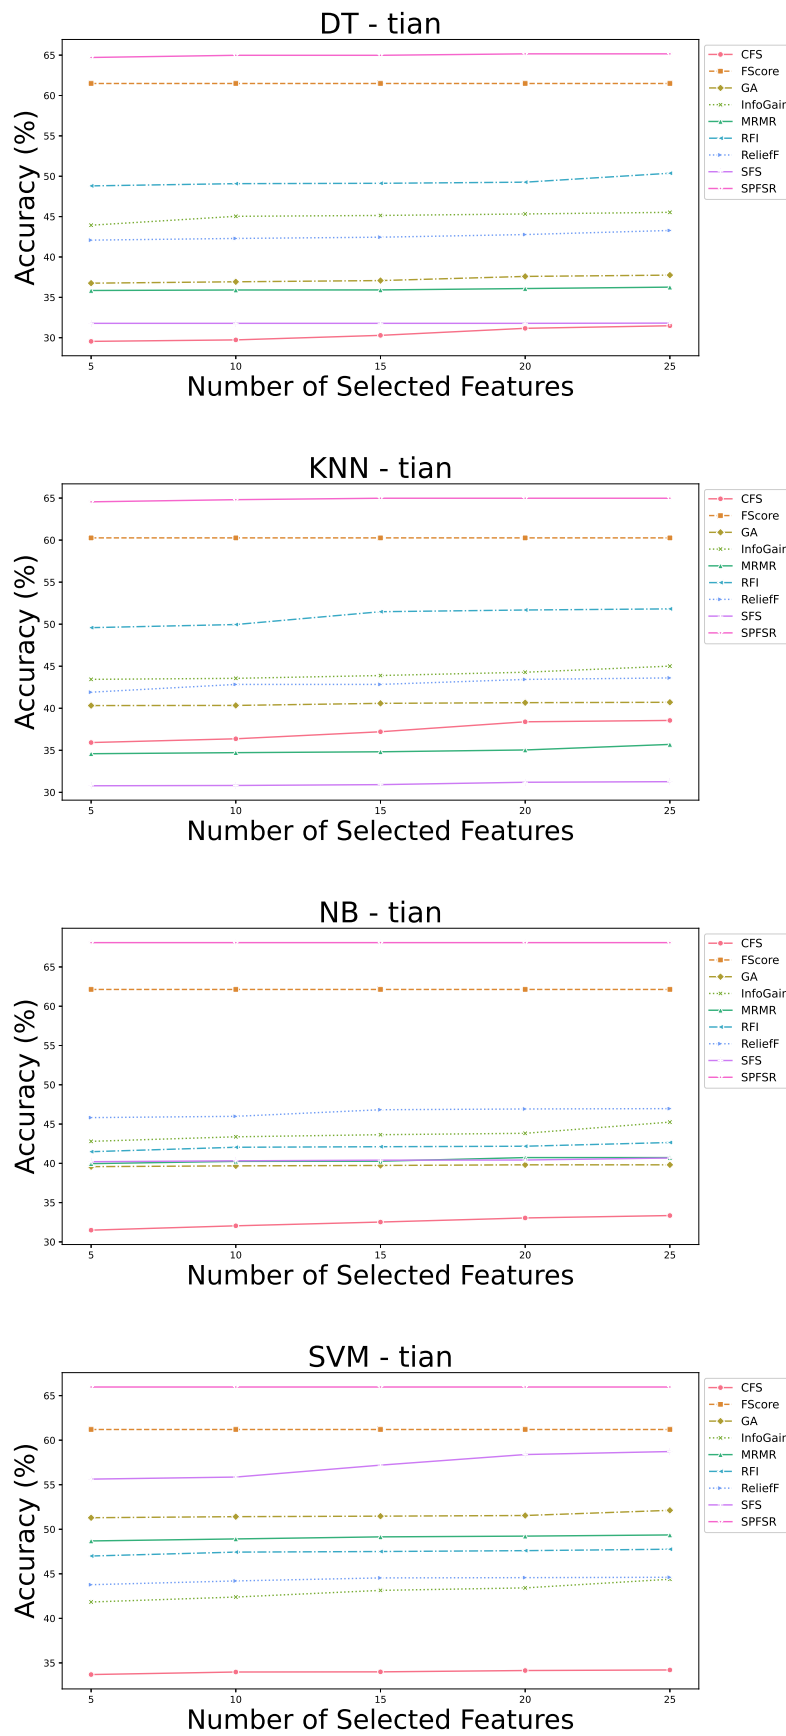 DT - tian
65
60
55
50
45
40
35
30
Accuracy (%)
5 10 15 20 25
Number of Selected Features
CFS
FScore
GA
InfoGain
MRMR
RFI
ReliefF
SFS
SPFSR
KNN - tian
65
60
55
50
45
40
35
30
Accuracy (%)
5 10 15 20 25
Number of Selected Features
CFS
FScore
GA
InfoGain
MRMR
RFI
ReliefF
SFS
SPFSR
NB - tian
65
60
55
50
45
40
35
30
Accuracy (%)
5 10 15 20 25
Number of Selected Features
CFS
FScore
GA
InfoGain
MRMR
RFI
ReliefF
SFS
SPFSR
SVM - tian
65
60
55
50
45
40
35
Accuracy (%)
5 10 15 20 25
Number of Selected Features
CFS
FScore
GA
InfoGain
MRMR
RFI
ReliefF
SFS
SPFSR